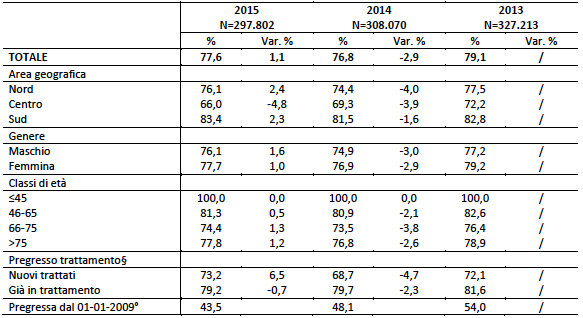 2015 2014 2013
N=297.802 N=308.070 N=327.213
% Var. % % Var. % % Var. %
TOTALE 77,6 1,1 76,8 -2,9 79,1 /
Area geografica
Nord 76,1 2,4 74,4 -4,0 77,5 /
Centro 66,0 -4,8 69,3 -3,9 72,2 /
Sud 83,4 2,3 81,5 -1,6 82,8 /
Genere
Maschio 76,1 1,6 74,9 -3,0 77,2 /
Femmina 77,7 1,0 76,9 -2,9 79,2 /
Classi di età
≤45 100,0 0,0 100,0 0,0 100,0 /
46-65 81,3 0,5 80,9 -2,1 82,6 /
66-75 74,4 1,3 73,5 -3,8 76,4 /
>75 77,8 1,2 76,8 -2,6 78,9 /
Pregresso trattamento§
Nuovi trattati 73,2 6,5 68,7 -4,7 72,1 /
Già in trattamento 79,2 -0,7 79,7 -2,3 81,6 /
Pregressa dal 01-01-2009° 43,5 48,1 54,0 /